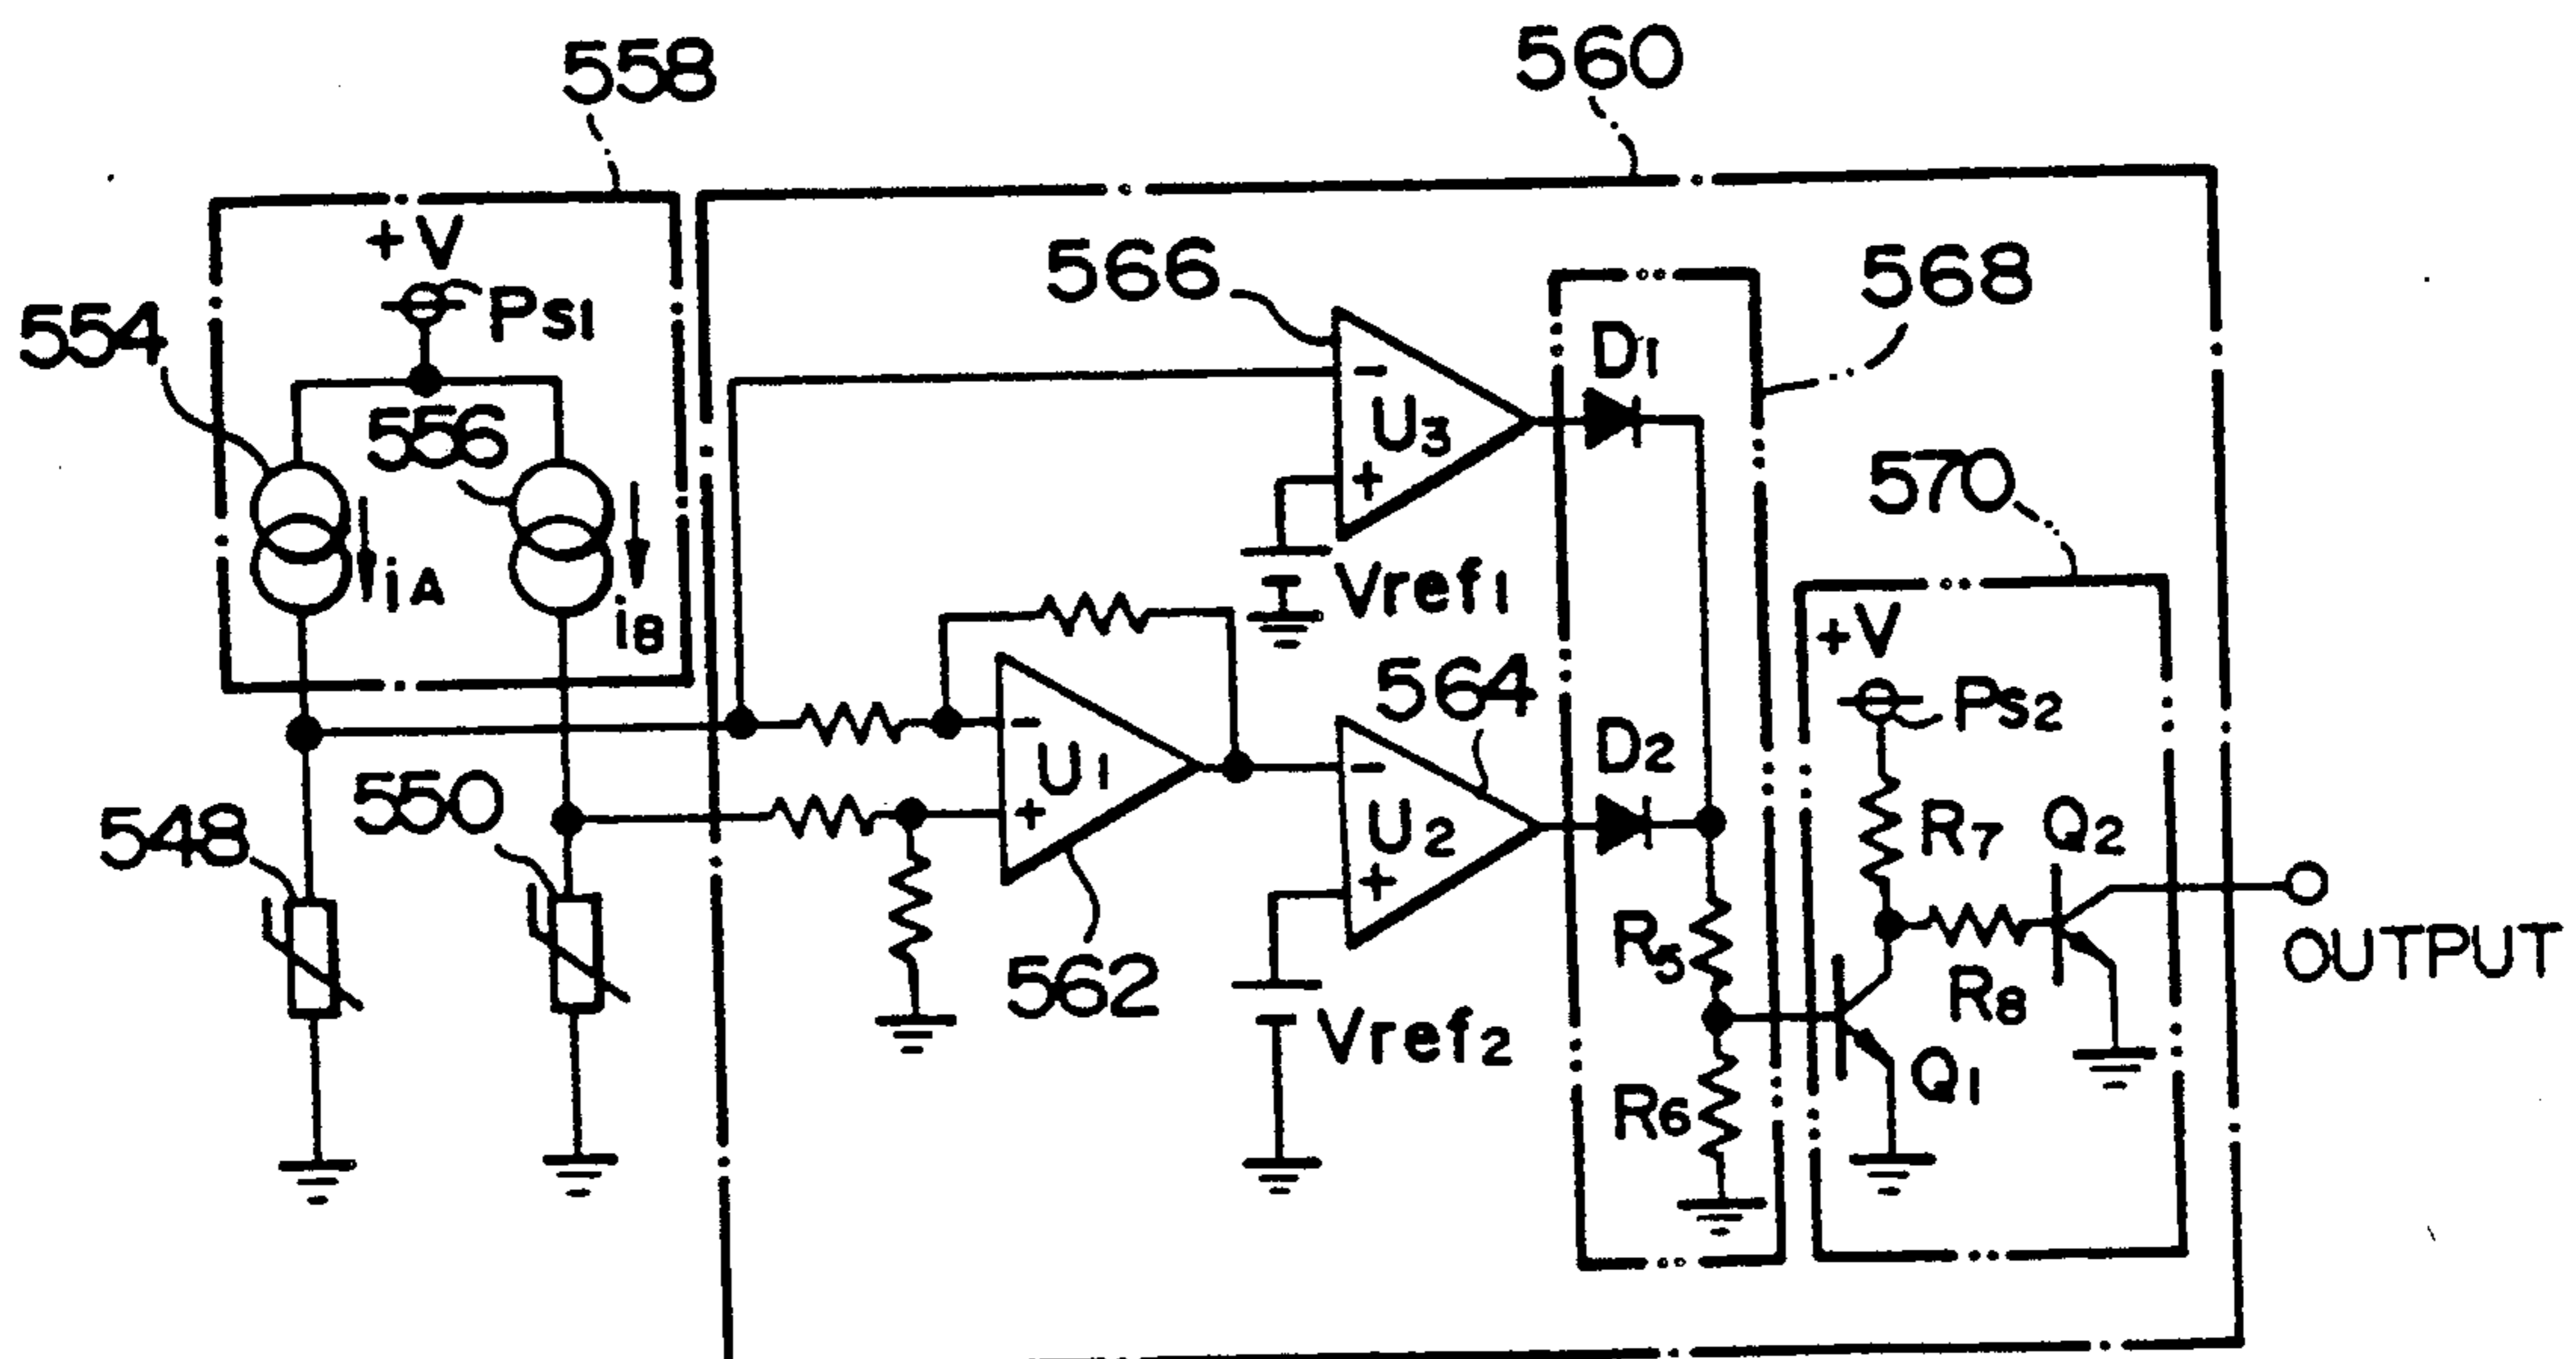 558
560
+V
PS1
554
556
iA
iB
566
-
U3
+
Vref1
D1
568
570
+V
PS2
-
U1
+
562
564
-
U2
+
Vref2
D2
R5
R6
R7
Q2
R8
Q1
OUTPUT
548
550